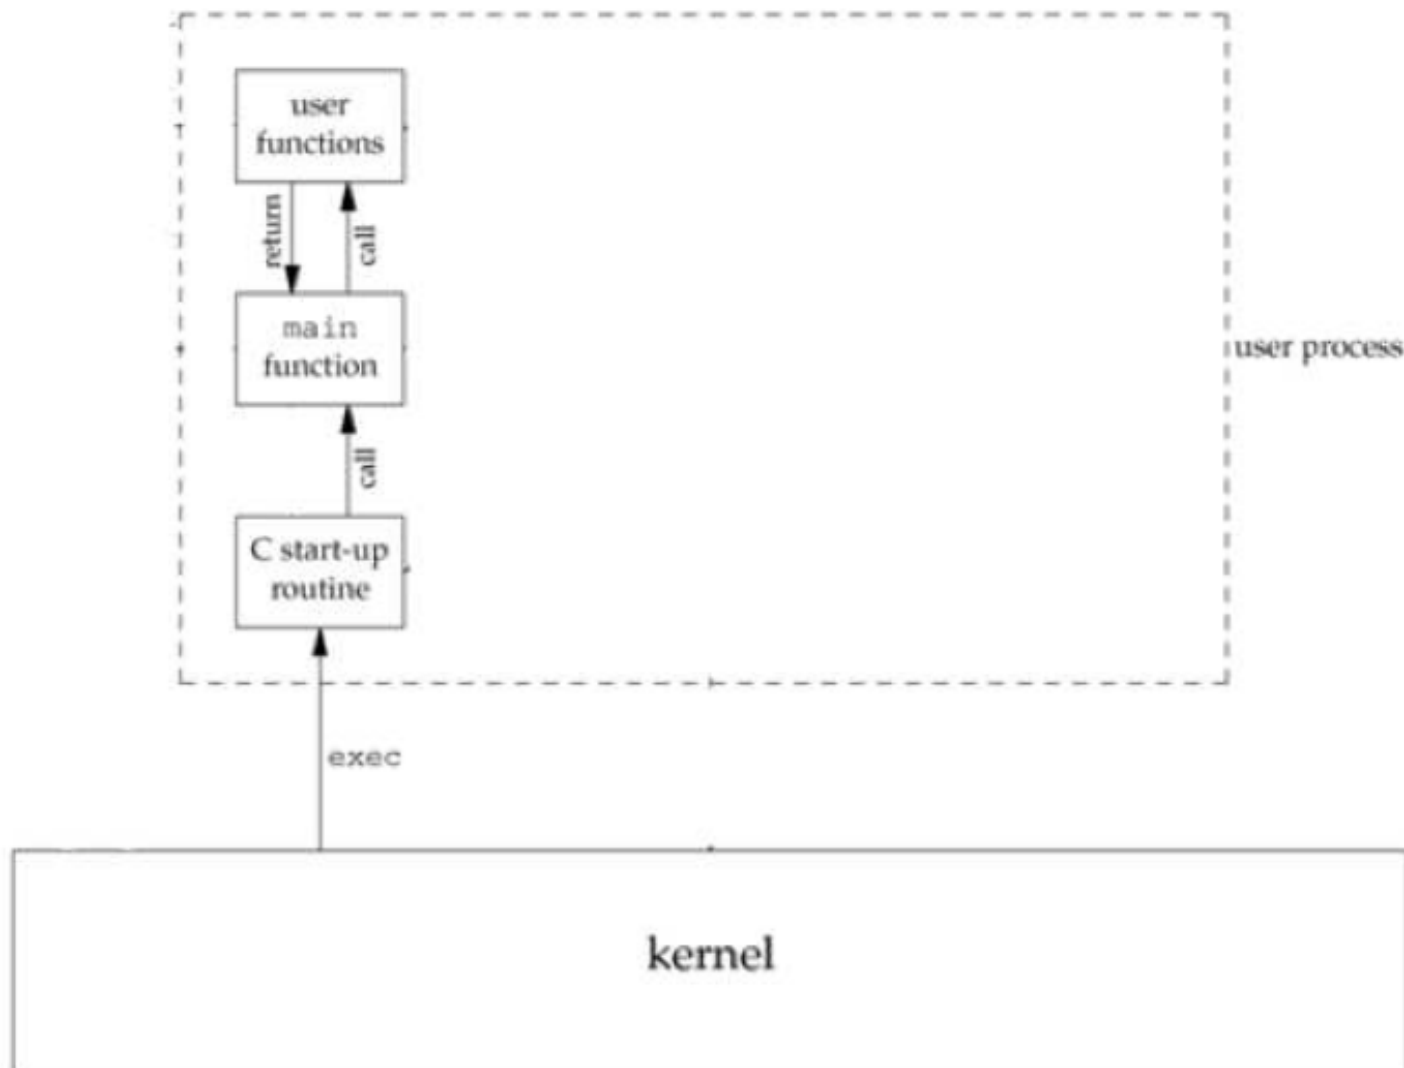 user
functions
return
call
main
function
user process
call
C start-up
routine
exec
kernel